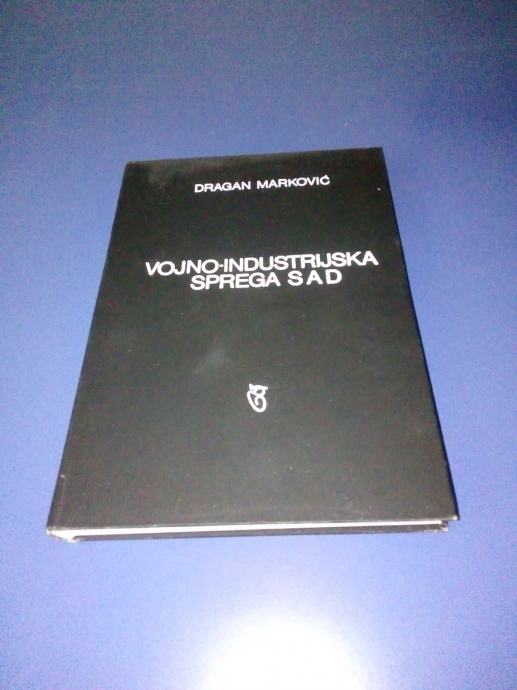 DRAGAN MARKOVIĆ
VOJNO-INDUSTRIJSKA
SPREGA SAD